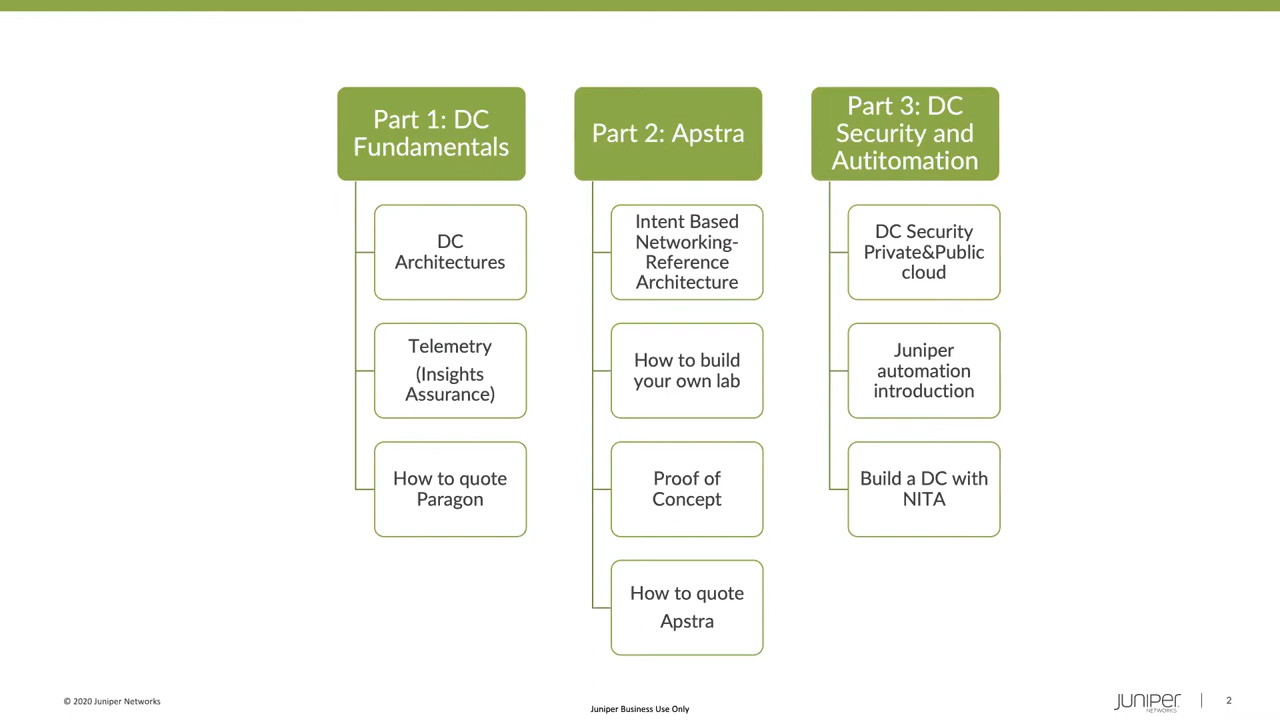 Part 1: DC
Fundamentals
DC
Architectures
Telemetry
(Insights
Assurance)
How to quote
Paragon
Part 2: Apstra
Intent Based
Networking-
Reference
Architecture
How to build
your own lab
Proof of
Concept
How to quote
Apstra
Part 3: DC
Security and
Autitomation
DC Security
Private&Public
cloud
Juniper
automation
introduction
Build a DC with
NITA
© 2020 Juniper Networks
Juniper Business Use Only
JUNIPER
NETWORKS
2